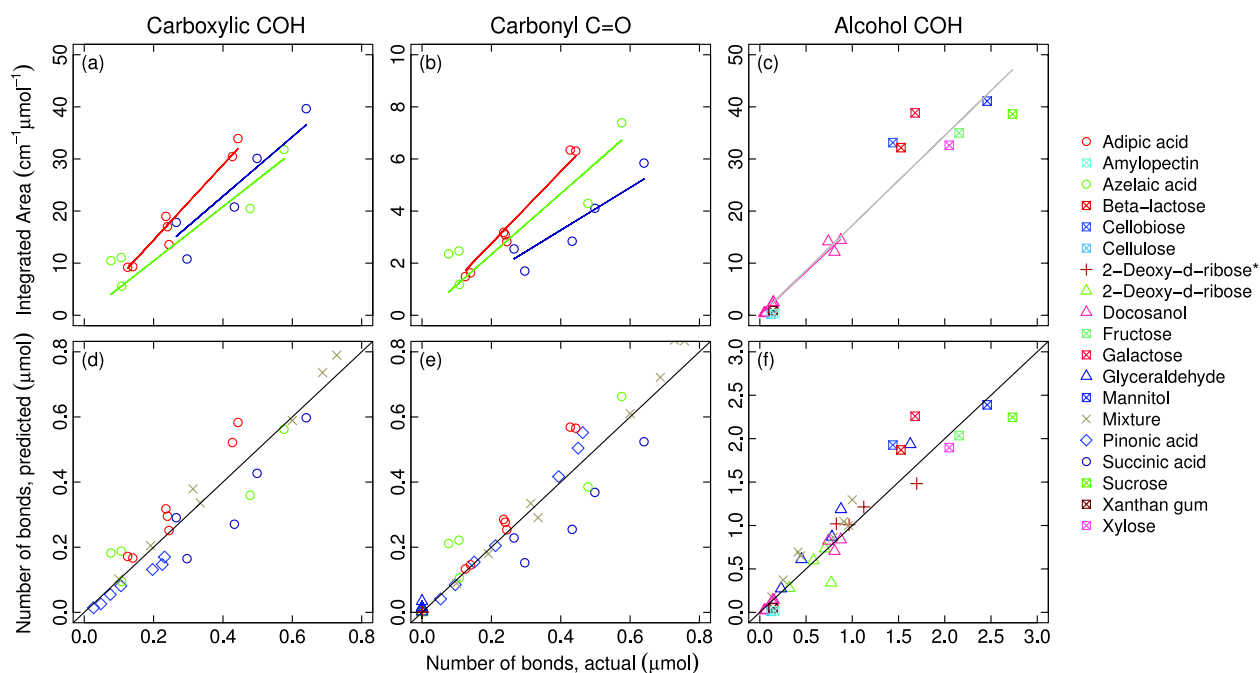 Carboxylic COH
Carbonyl C=O
Alcohol COH
Integrated Area (cm⁻¹μmol⁻¹)
(a)
0
10
20
30
40
50
(b)
0
2
4
6
8
10
(c)
0
10
20
30
40
50
Number of bonds, predicted (μmol)
(d)
0.0
0.2
0.4
0.6
0.8
0.0
0.2
0.4
0.6
0.8
(e)
0.0
0.2
0.4
0.6
0.8
0.0
0.2
0.4
0.6
0.8
(f)
0.0
0.5
1.0
1.5
2.0
2.5
3.0
0.0
0.5
1.0
1.5
2.0
2.5
3.0
Number of bonds, actual (μmol)
Adipic acid
Amylopectin
Azelaic acid
Beta−lactose
Cellobiose
Cellulose
2−Deoxy−d−ribose*
2−Deoxy−d−ribose
Docosanol
Fructose
Galactose
Glyceraldehyde
Mannitol
Mixture
Pinonic acid
Succinic acid
Sucrose
Xanthan gum
Xylose